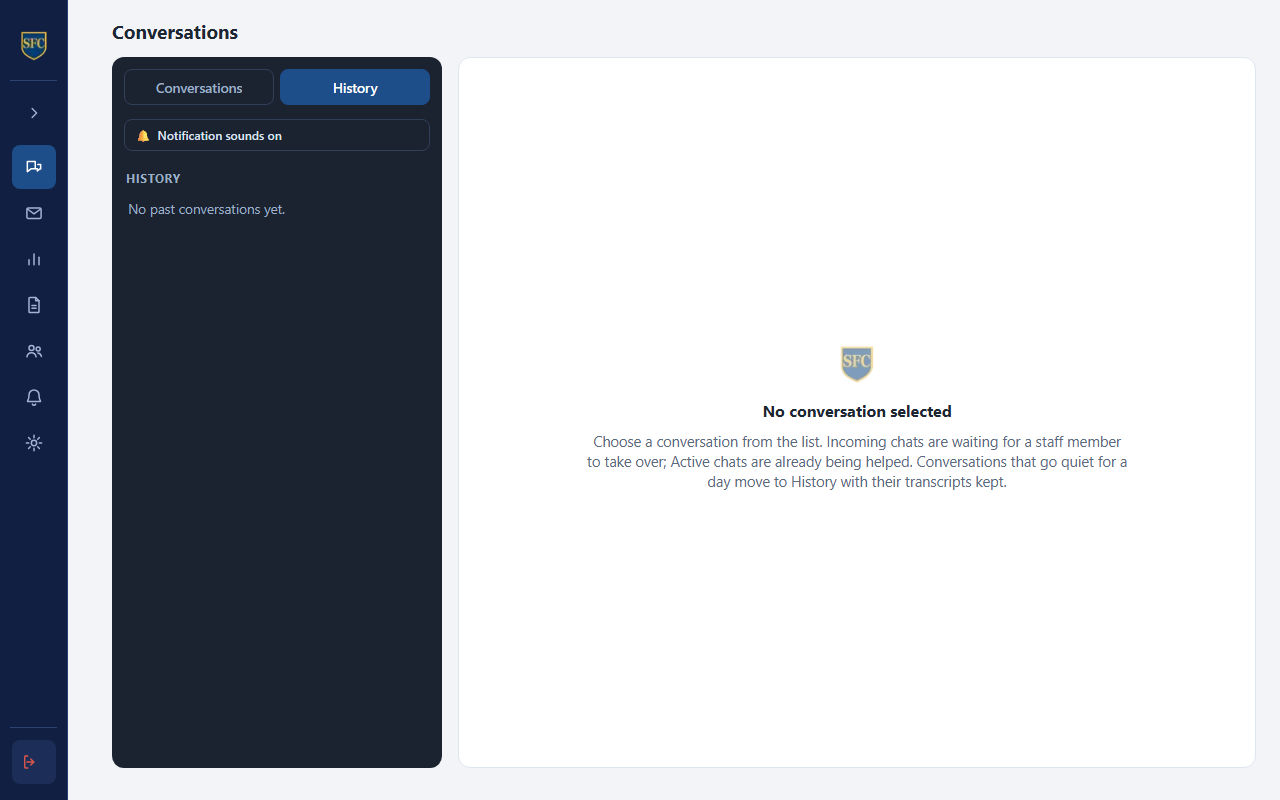 SFC
Conversations
Conversations
History
Notification sounds on
HISTORY
No past conversations yet.
SFC
No conversation selected
Choose a conversation from the list. Incoming chats are waiting for a staff member
to take over; Active chats are already being helped. Conversations that go quiet for a
day move to History with their transcripts kept.